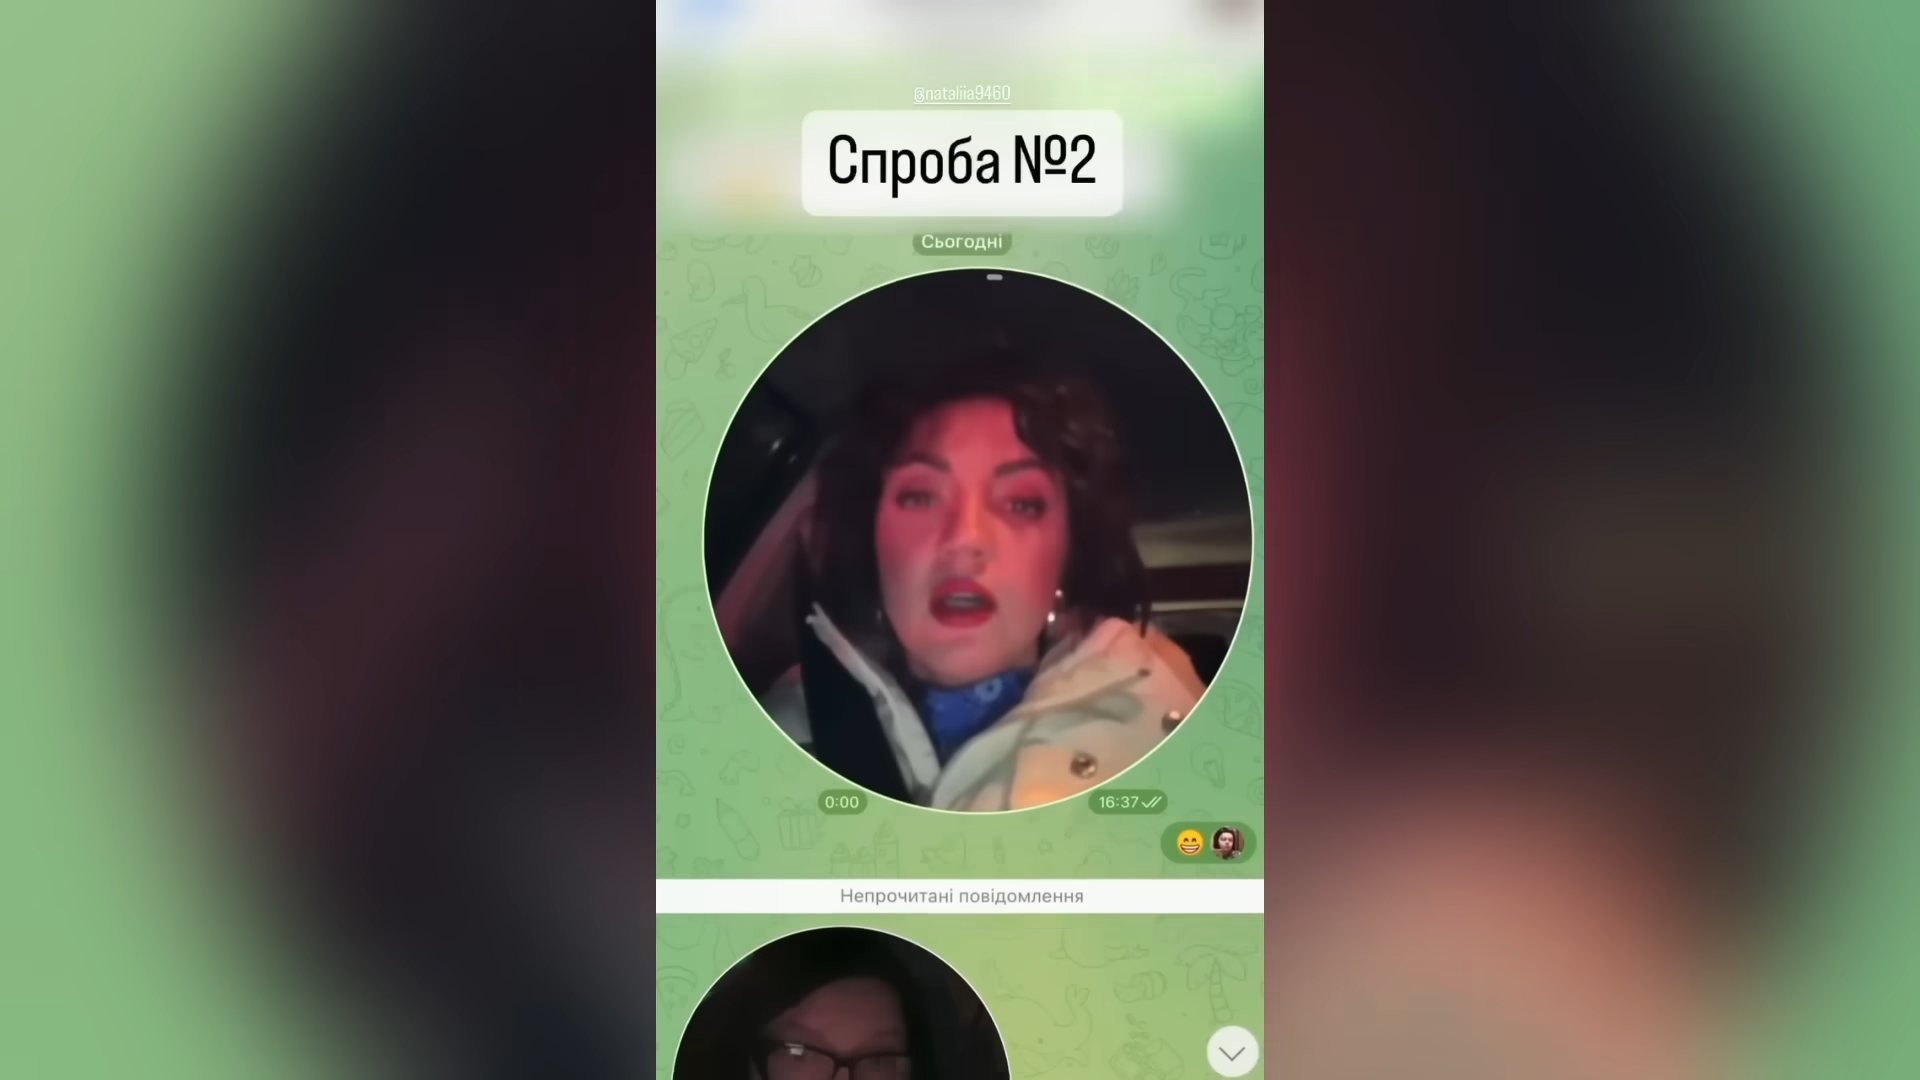 @nataliia9460
Спроба №2
Сьогодні
0:00
16:37
Непрочитані повідомлення